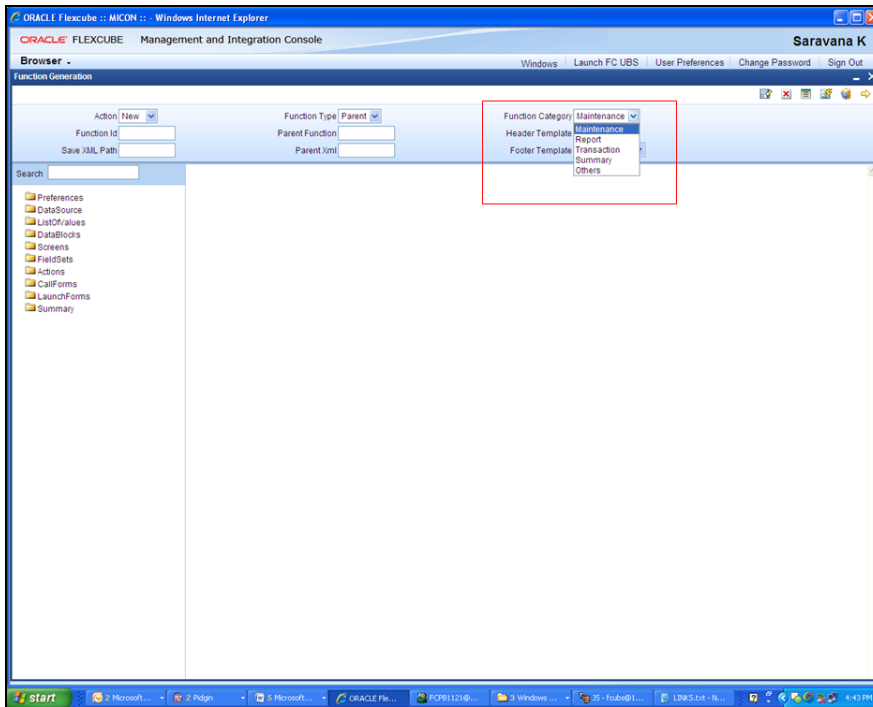 ORACLE Flexcube :: MICON :: - Windows Internet Explorer
ORACLE FLEXCUBE Management and Integration Console
Saravana K
Browser
Windows Launch FC UBS User Preferences Change Password Sign Out
Function Generation
Action New Function Type Parent Function Category Maintenance
Function Id Parent Function Header Template
Save XML Path Parent Xml Footer Template
Maintenance
Report
Transaction
Summary
Others
Search
Preferences
DataSource
ListOfValues
DataBlocks
Screens
FieldSets
Actions
CallForms
LaunchForms
Summary
start 2 Microsoft... 2 Pidgin 5 Microsoft... ORACLE Fle... FCPB1121@... 3 Windows ... JS - fcubs@1... LINKS.txt - N... 4:43 PM